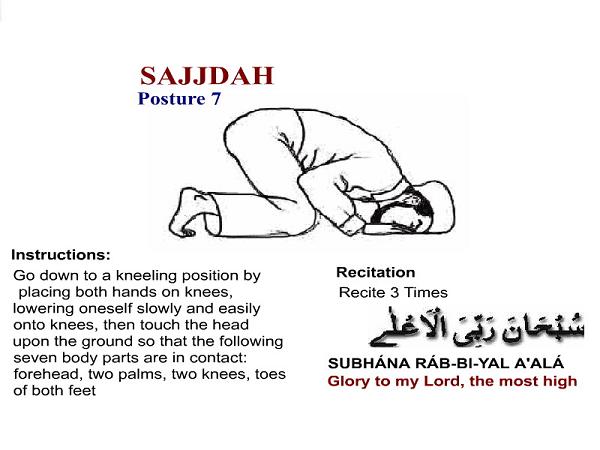 SAJJDAH
Posture 7
Instructions:
Go down to a kneeling position by
placing both hands on knees,
lowering oneself slowly and easily
onto knees, then touch the head
upon the ground so that the following
seven body parts are in contact:
forehead, two palms, two knees, toes
of both feet
Recitation
Recite 3 Times
سُبْحَانَ رَبِّیَ الْاَعْلٰے
SUBHÁNA RÁB-BI-YAL A'ALÁ
Glory to my Lord, the most high